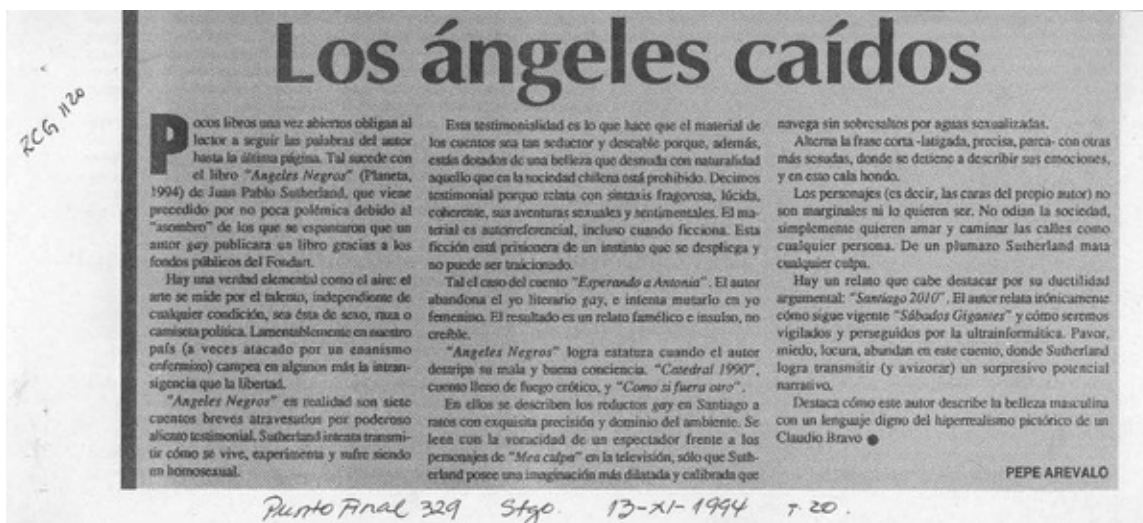 Los ángeles caídos
ZCG 1120
Pocos libros una vez abiertos obligan al
lector a seguir las palabras del autor
hasta la última página. Tal sucede con
el libro "Angeles Negros" (Planeta,
1994) de Juan Pablo Sutherland, que viene
precedido por no poca polémica debido al
"asombro" de los que se espantaron que un
autor gay publicara un libro gracias a los
fondos públicos del Fondart.
Hay una verdad elemental como el aire: el
arte se mide por el talento, independiente de
cualquier condición, sea ésta de sexo, raza o
camiseta política. Lamentablemente en nuestro
país (a veces atacado por un enanismo
enfermizo) campea en algunos más la intran-
sigencia que la libertad.
"Angeles Negros" en realidad son siete
cuentos breves atravesados por poderoso
aliento testimonial. Sutherland intenta transmi-
tir cómo se vive, experimenta y sufre siendo
un homosexual.
Esta testimonialidad es lo que hace que el material de
los cuentos sea tan seductor y deseable porque, además,
están dotados de una belleza que desnuda con naturalidad
aquello que en la sociedad chilena está prohibido. Decimos
testimonial porque relata con sintaxis fragorosa, lúcida,
coherente, sus aventuras sexuales y sentimentales. El ma-
terial es autorreferencial, incluso cuando ficciona. Esta
ficción está prisionera de un instinto que se despliega y
no puede ser traicionado.
Tal el caso del cuento "Esperando a Antonia". El autor
abandona el yo literario gay, e intenta mutarlo en yo
femenino. El resultado es un relato famélico e insulso, no
creíble.
"Angeles Negros" logra estatura cuando el autor
destripa su mala y buena conciencia. "Catedral 1990",
cuento lleno de fuego erótico, y "Como si fuera otro".
En ellos se describen los reductos gay en Santiago a
ratos con exquisita precisión y dominio del ambiente. Se
leen con la voracidad de un espectador frente a los
personajes de "Mea culpa" en la televisión, sólo que Suth-
erland posee una imaginación más dilatada y calibrada que
navega sin sobresaltos por aguas sexualizadas.
Alterna la frase corta -latigada, precisa, parca- con otras
más sesudas, donde se detiene a describir sus emociones,
y en esto cala hondo.
Los personajes (es decir, las caras del propio autor) no
son marginales ni lo quieren ser. No odian la sociedad,
simplemente quieren amar y caminar las calles como
cualquier persona. De un plumazo Sutherland mata
cualquier culpa.
Hay un relato que cabe destacar por su ductilidad
argumental: "Santiago 2010". El autor relata irónicamente
cómo sigue vigente "Sábados Gigantes" y cómo seremos
vigilados y perseguidos por la ultrainformática. Pavor,
miedo, locura, abundan en este cuento, donde Sutherland
logra transmitir (y avizorar) un sorpresivo potencial
narrativo.
Destaca cómo este autor describe la belleza masculina
con un lenguaje digno del hiperrealismo pictórico de un
Claudio Bravo
PEPE AREVALO
Punto Final 329 Stgo. 13-XI-1994 p. 20.